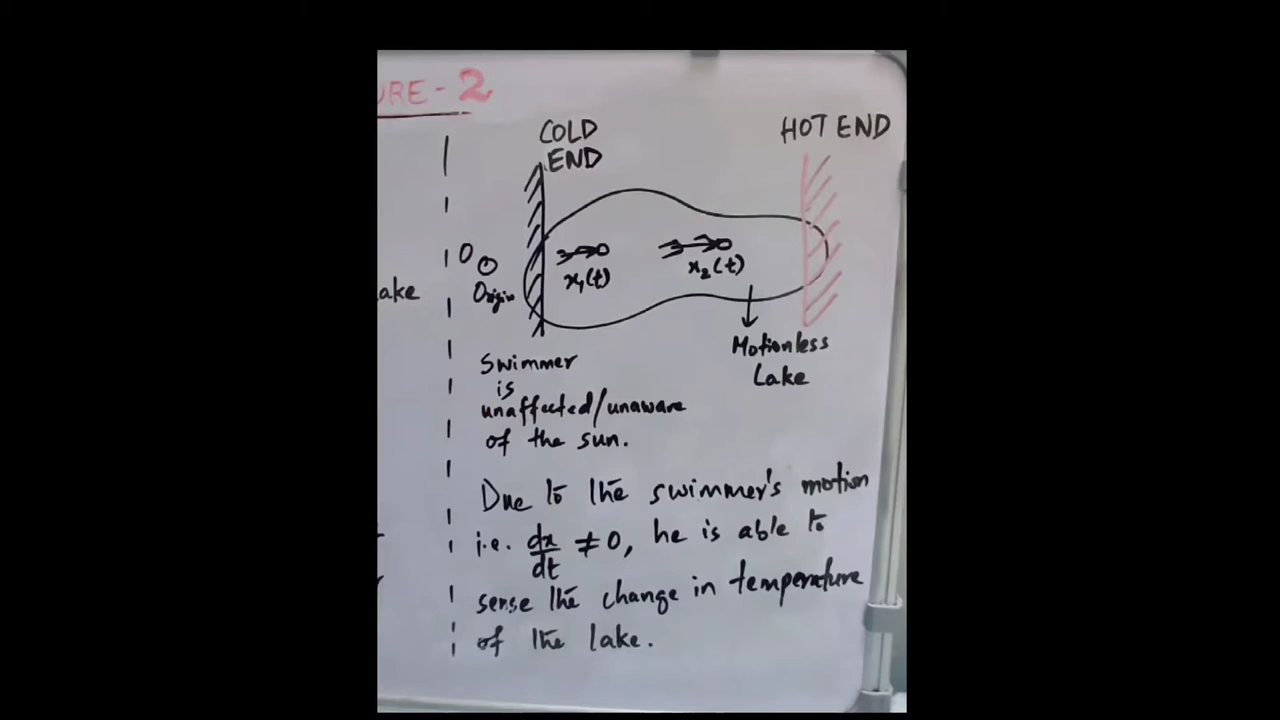 URE-2
COLD
END
HOT END
O
Origin
x₁(t)
x₂(t)
ake
Motionless
Lake
Swimmer
is
unaffected/unaware
of the sun.
Due to the swimmer's motion
i.e. dx/dt ≠ 0, he is able to
sense the change in temperature
of the lake.